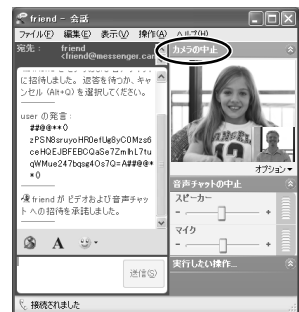 friend - 会話
ファイル(F) 編集(E) 表示(V) 操作(A) ヘルプ(H)
宛先： friend
<friend@messenger.car
に招待しました。返答を待つか、キャ
ンセル (Alt+Q) を選択してください。
user の発言：
##@@**()
zPSN8sruyoHR0efUg8yC0Mzs6
ceHQEJBFEBCQaSe7ZmlhL7tu
qWMue247bqsg4Os7Q=A##@@*
*()
friend が ビデオおよび音声チャッ
トへの招待を承諾しました。
A
送信(S)
カメラの中止
オプション
音声チャットの中止
スピーカー
- +
マイク
- +
実行したい操作...
接続されました